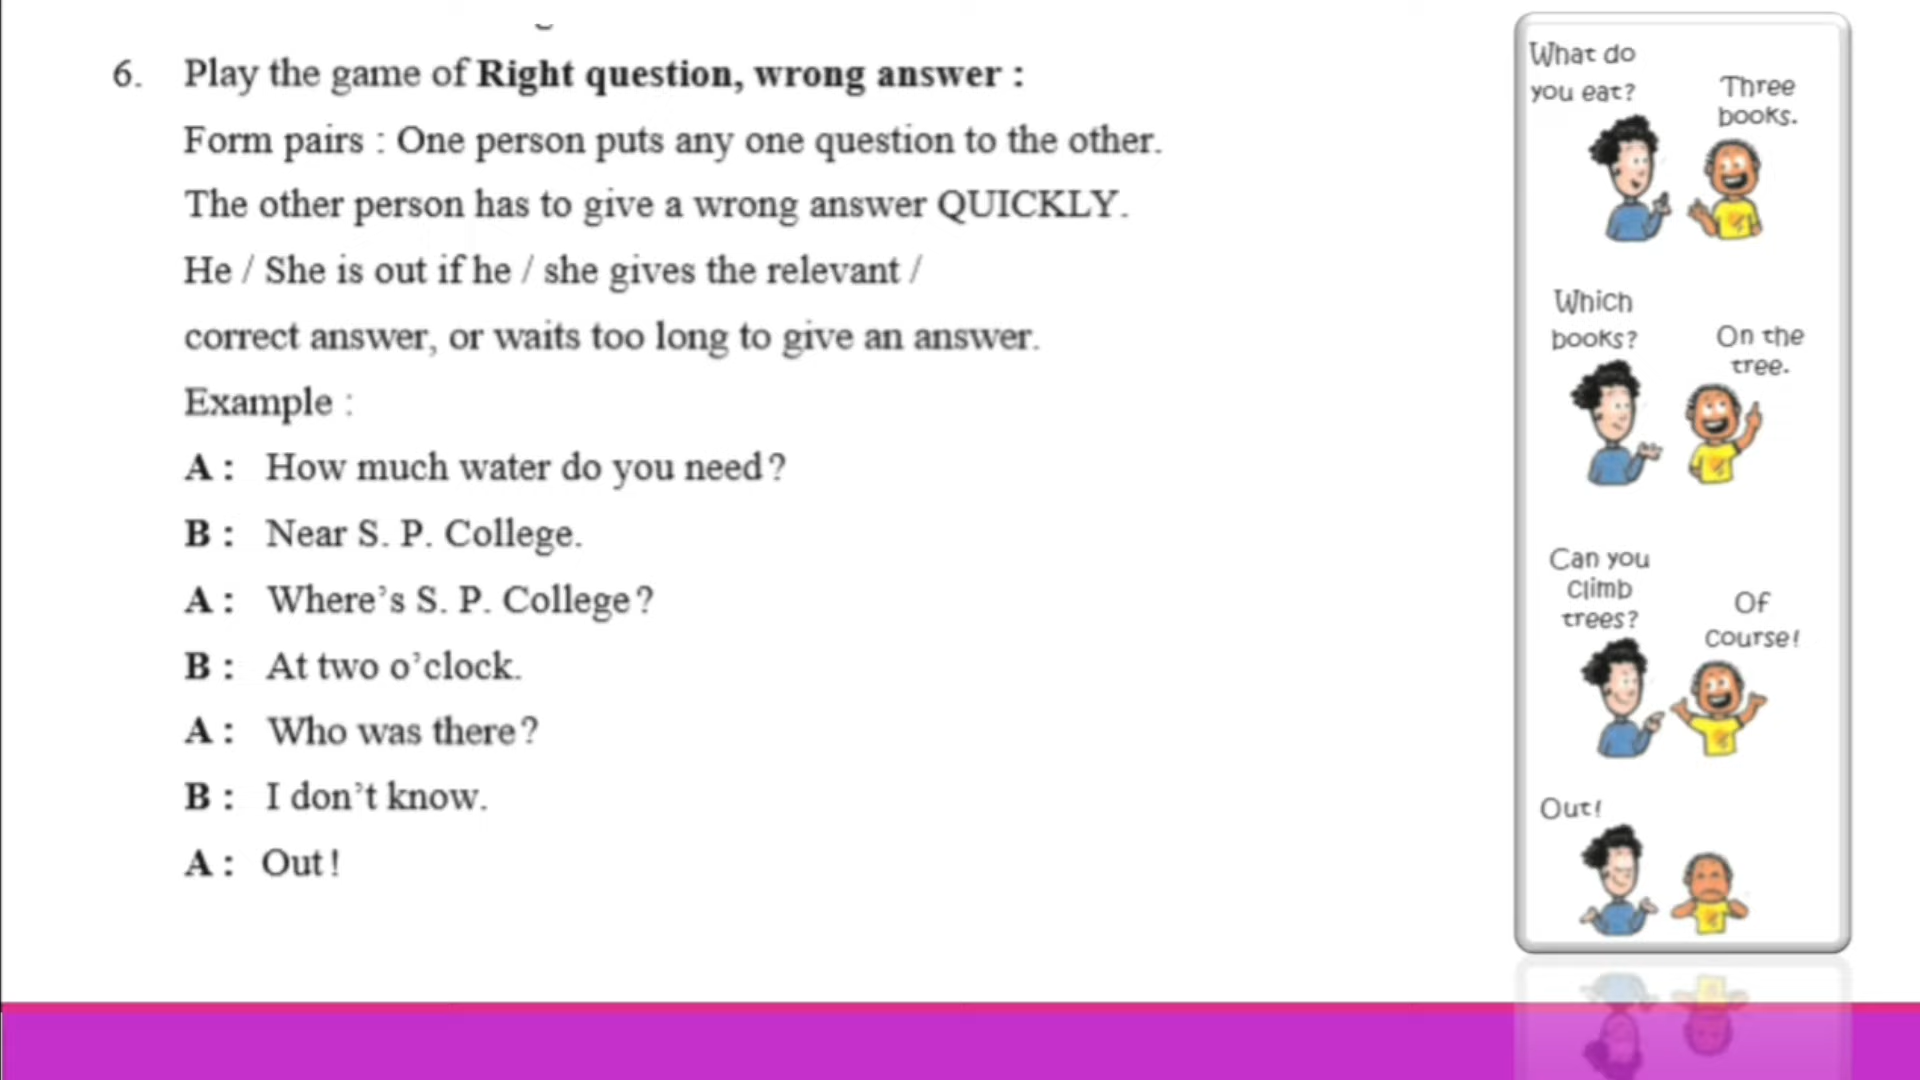 6. Play the game of Right question, wrong answer :
Form pairs : One person puts any one question to the other.
The other person has to give a wrong answer QUICKLY.
He / She is out if he / she gives the relevant /
correct answer, or waits too long to give an answer.
Example :
A : How much water do you need?
B : Near S. P. College.
A : Where's S. P. College?
B : At two o'clock.
A : Who was there?
B : I don't know.
A : Out!
What do
you eat?
Three
books.
Which
books?
On the
tree.
Can you
climb
trees?
Of
course!
Out!